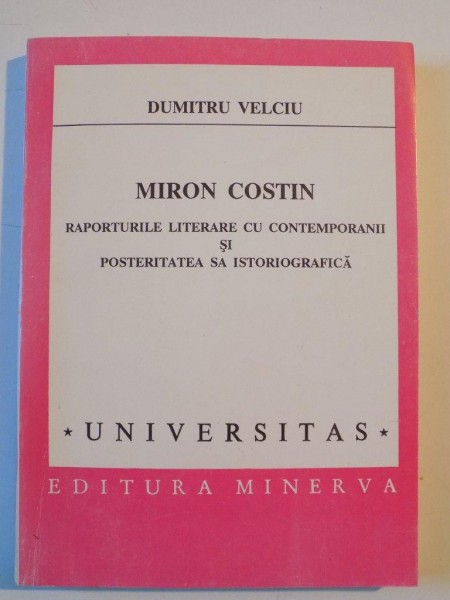 DUMITRU VELCIU
MIRON COSTIN
RAPORTURILE LITERARE CU CONTEMPORANII
ŞI
POSTERITATEA SA ISTORIOGRAFICĂ
* UNIVERSITAS *
EDITURA MINERVA